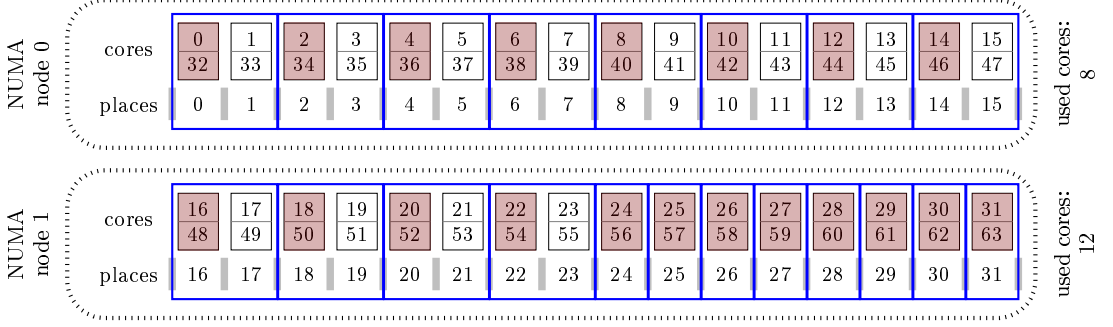 NUMA
node 0
cores
0 1 2 3 4 5 6 7 8 9 10 11 12 13 14 15
32 33 34 35 36 37 38 39 40 41 42 43 44 45 46 47
places 0 1 2 3 4 5 6 7 8 9 10 11 12 13 14 15
used cores:
8
NUMA
node 1
cores
16 17 18 19 20 21 22 23 24 25 26 27 28 29 30 31
48 49 50 51 52 53 54 55 56 57 58 59 60 61 62 63
places 16 17 18 19 20 21 22 23 24 25 26 27 28 29 30 31
used cores:
12